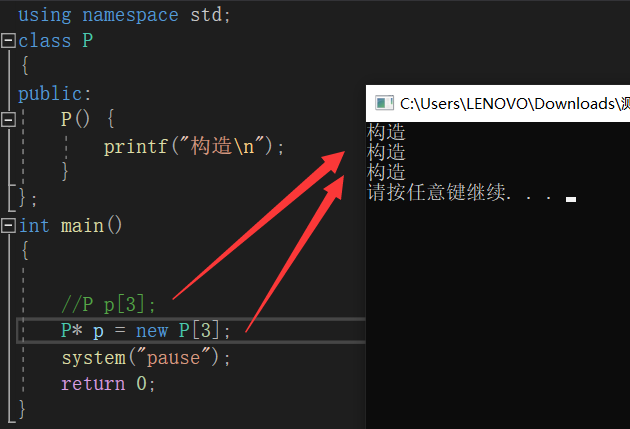 using namespace std;
class P
{
public:
P() {
printf("构造\n");
}
};
int main()
{
//P p[3];
P* p = new P[3];
system("pause");
return 0;
}
C:\Users\LENOVO\Downloads\测
构造
构造
构造
请按任意键继续. . .